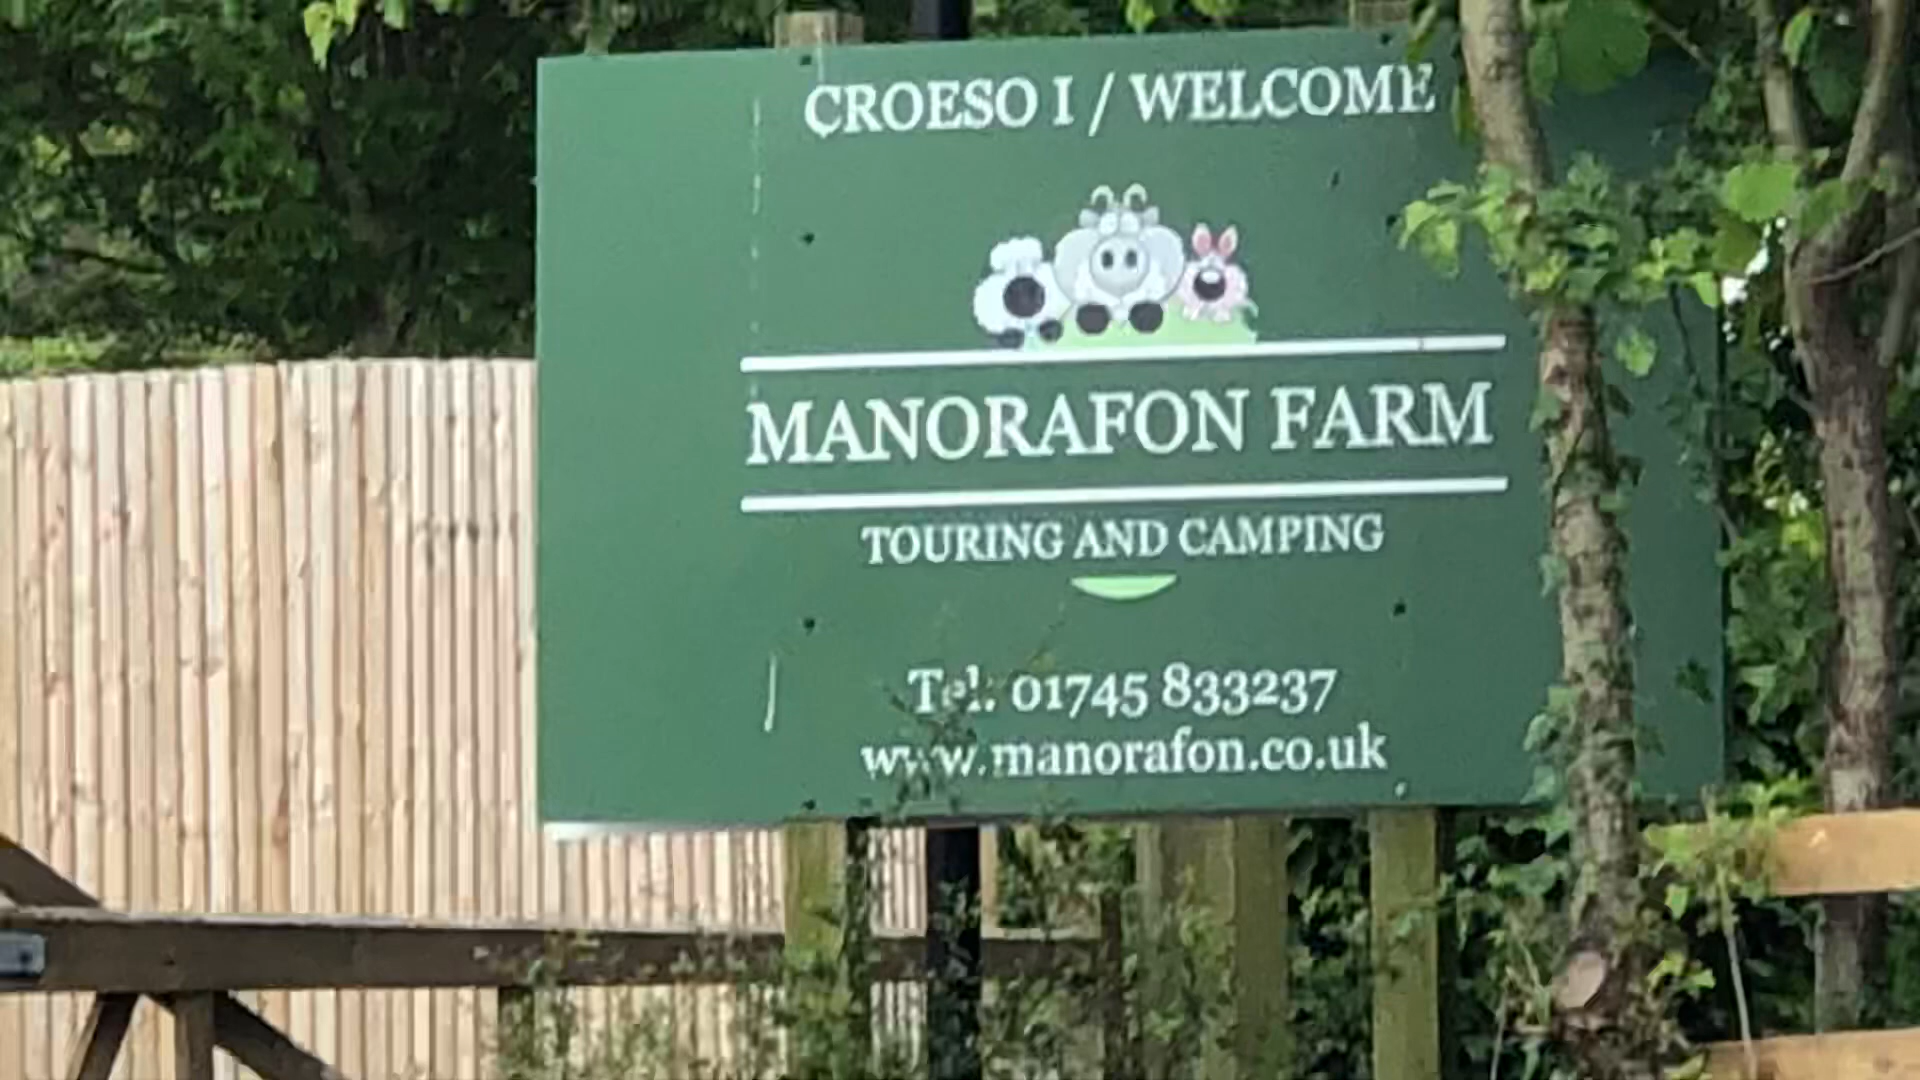 CROESO I / WELCOME
MANORAFON FARM
TOURING AND CAMPING
Tel: 01745 833237
www.manorafon.co.uk